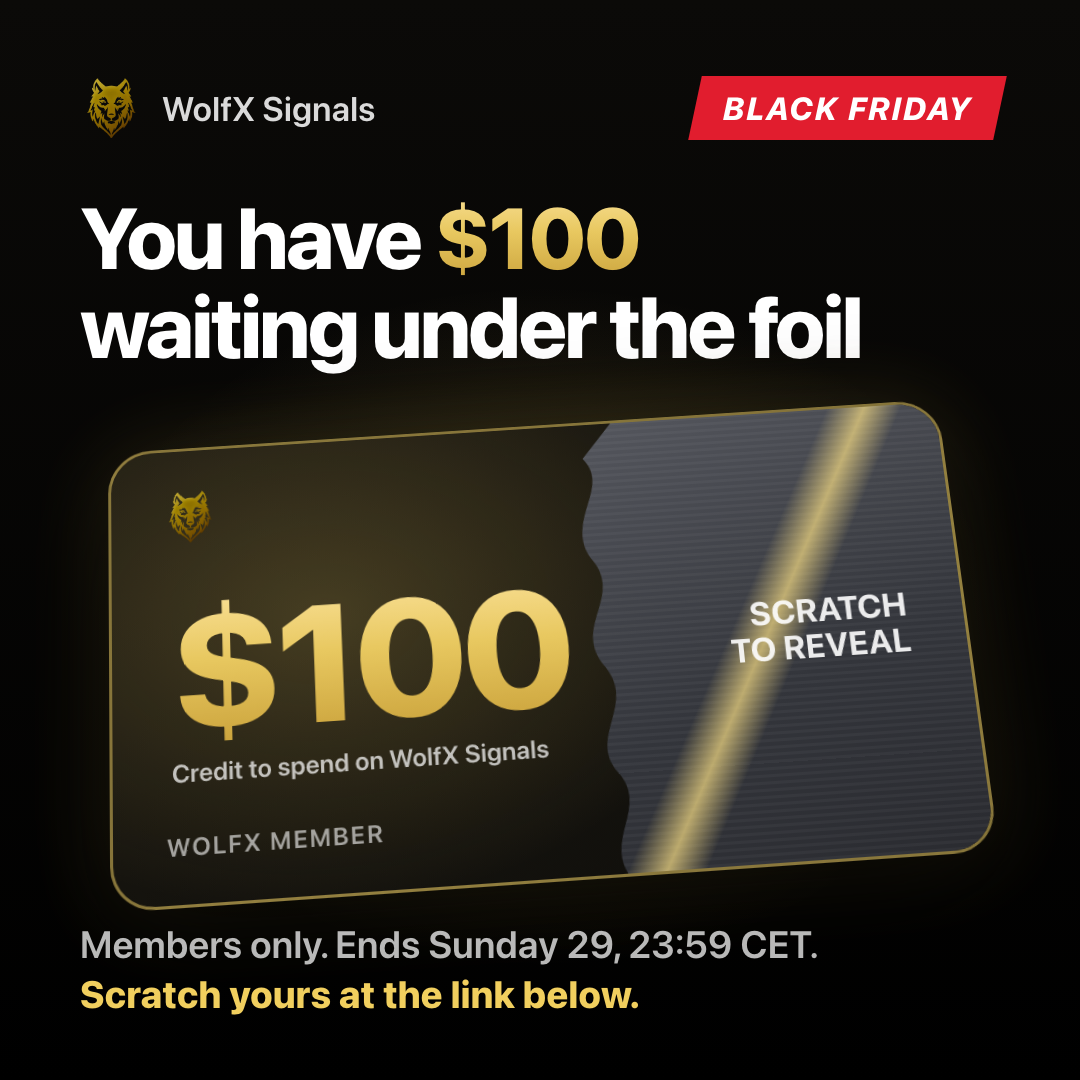 WolfX Signals
BLACK FRIDAY
You have $100
waiting under the foil
$100
Credit to spend on WolfX Signals
WOLFX MEMBER
SCRATCH
TO REVEAL
Members only. Ends Sunday 29, 23:59 CET.
Scratch yours at the link below.